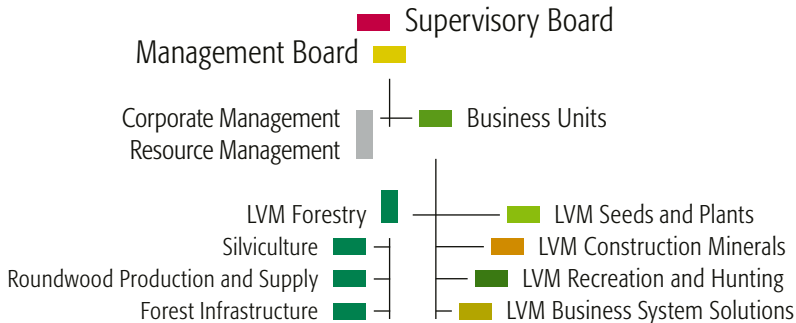 Supervisory Board
Management Board
Corporate Management
Business Units
Resource Management
LVM Forestry
LVM Seeds and Plants
Silviculture
LVM Construction Minerals
Roundwood Production and Supply
LVM Recreation and Hunting
Forest Infrastructure
LVM Business System Solutions